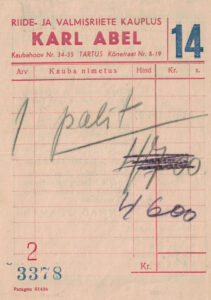 RIIDE- JA VALMISRIIETE KAUPLUS
KARL ABEL
14
Kaubahoov Nr. 34-35 TARTUS Kõnetraat Nr. 8-19
Arv Kauba nimetus Hind Kr. s.
1 palit
4600
2
3378
Kr.